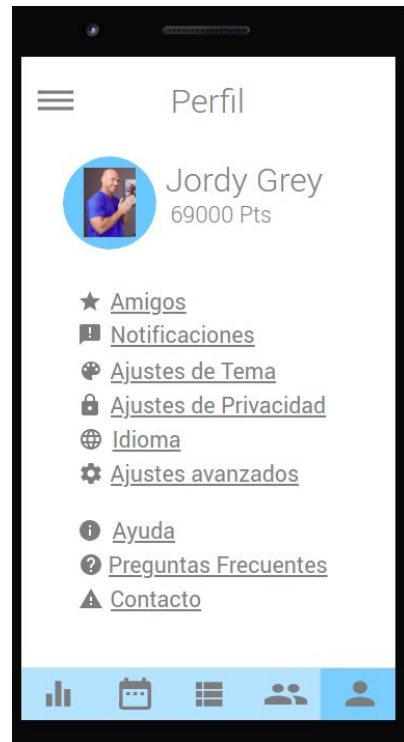 Perfil
Jordy Grey
69000 Pts
Amigos
Notificaciones
Ajustes de Tema
Ajustes de Privacidad
Idioma
Ajustes avanzados
Ayuda
Preguntas Frecuentes
Contacto